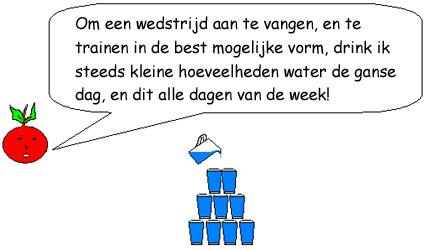 Om een wedstrijd aan te vangen, en te
trainen in de best mogelijke vorm, drink ik
steeds kleine hoeveelheden water de ganse
dag, en dit alle dagen van de week!